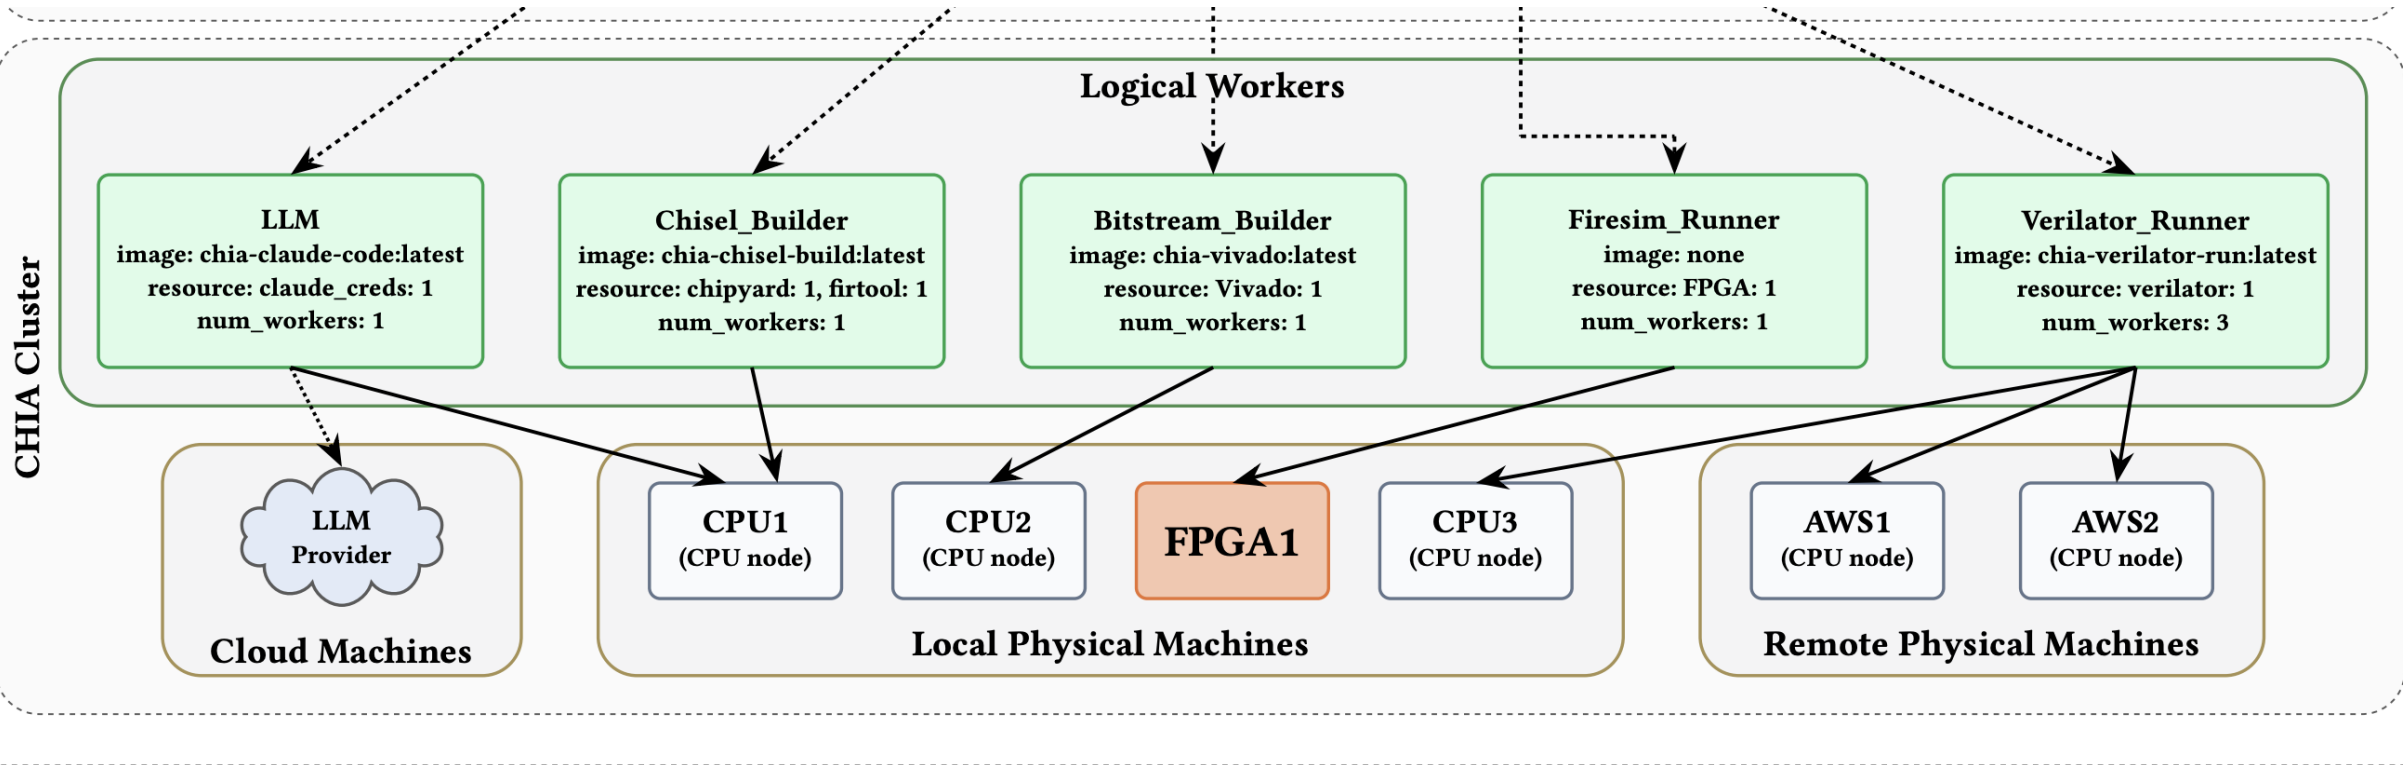 Logical Workers
LLM
image: chia-claude-code:latest
resource: claude_creds: 1
num_workers: 1
Chisel_Builder
image: chia-chisel-build:latest
resource: chipyard: 1, firtool: 1
num_workers: 1
Bitstream_Builder
image: chia-vivado:latest
resource: Vivado: 1
num_workers: 1
Firesim_Runner
image: none
resource: FPGA: 1
num_workers: 1
Verilator_Runner
image: chia-verilator-run:latest
resource: verilator: 1
num_workers: 3
CHIA Cluster
LLM
Provider
Cloud Machines
CPU1
(CPU node)
CPU2
(CPU node)
FPGA1
CPU3
(CPU node)
Local Physical Machines
AWS1
(CPU node)
AWS2
(CPU node)
Remote Physical Machines